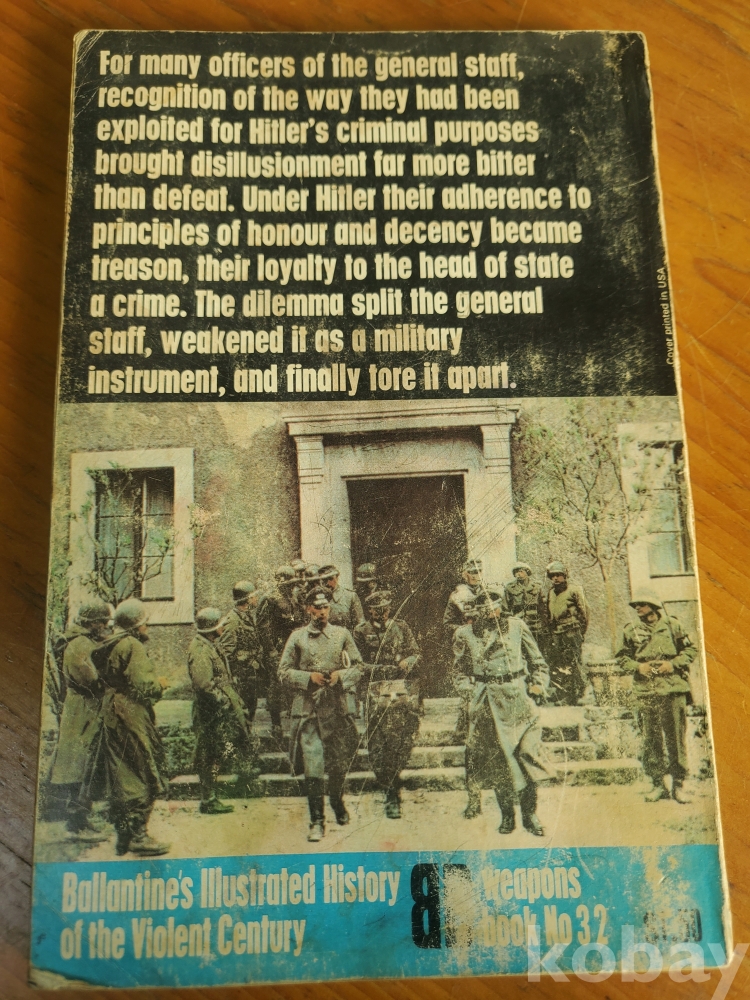 For many officers of the general staff,
recognition of the way they had been
exploited for Hitler's criminal purposes
brought disillusionment far more bitter
than defeat. Under Hitler their adherence to
principles of honour and decency became
treason, their loyalty to the head of state
a crime. The dilemma split the general
staff, weakened it as a military
instrument, and finally tore it apart.
Cover printed in USA
Ballantine's Illustrated History
of the Violent Century
weapons
book No 32
kobay